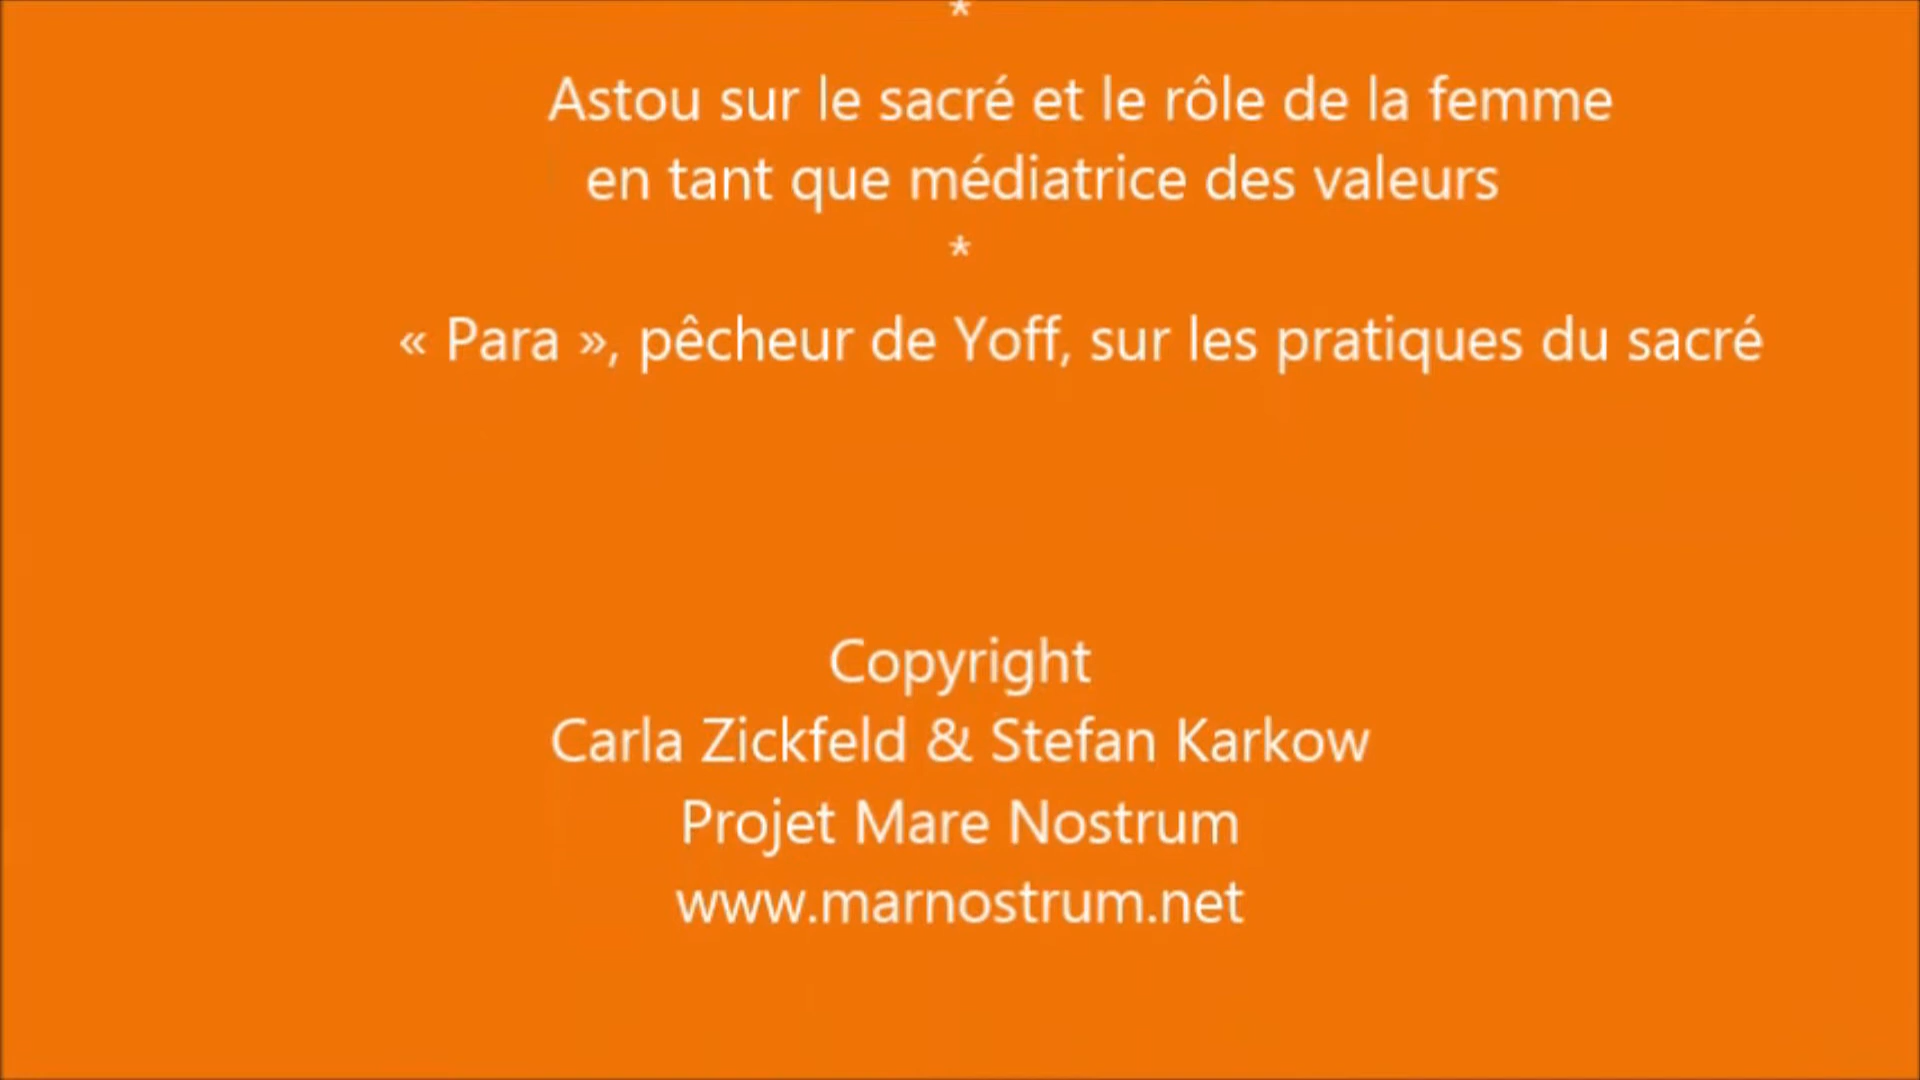 *
Astou sur le sacré et le rôle de la femme
en tant que médiatrice des valeurs
*
« Para », pêcheur de Yoff, sur les pratiques du sacré
Copyright
Carla Zickfeld & Stefan Karkow
Projet Mare Nostrum
www.marnostrum.net